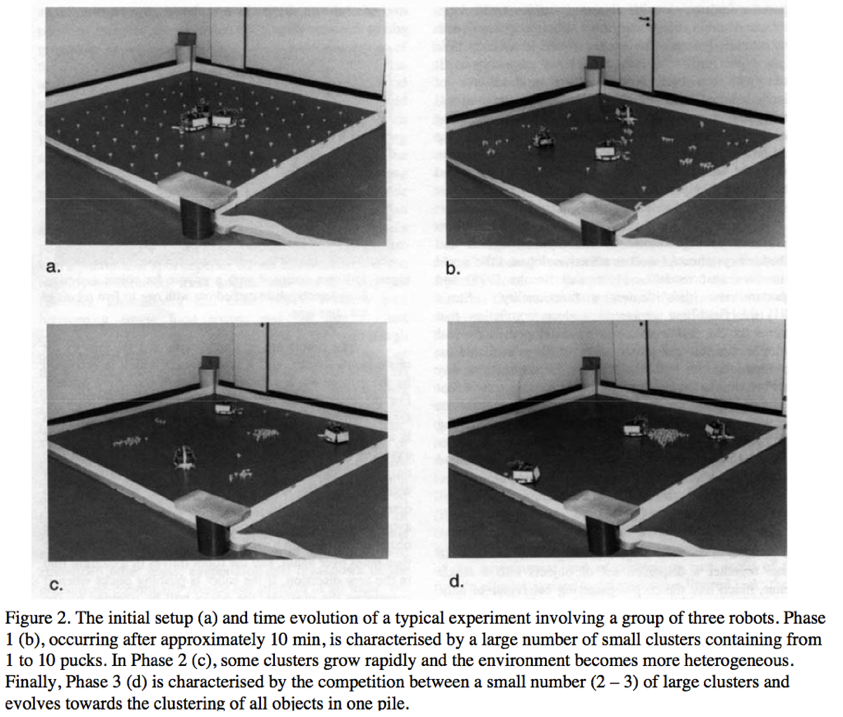 a.
b.
c.
d.
Figure 2. The initial setup (a) and time evolution of a typical experiment involving a group of three robots. Phase
1 (b), occurring after approximately 10 min, is characterised by a large number of small clusters containing from
1 to 10 pucks. In Phase 2 (c), some clusters grow rapidly and the environment becomes more heterogeneous.
Finally, Phase 3 (d) is characterised by the competition between a small number (2 – 3) of large clusters and
evolves towards the clustering of all objects in one pile.